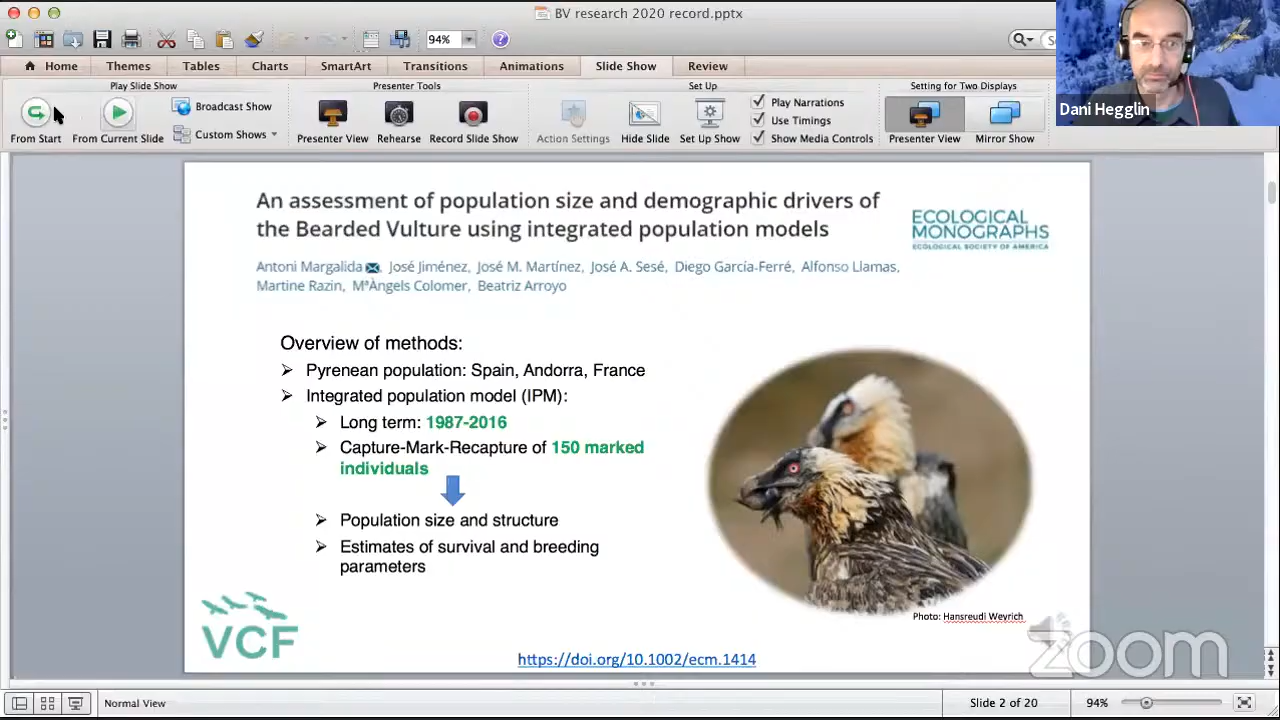 BV research 2020 record.pptx
94%
Home Themes Tables Charts SmartArt Transitions Animations Slide Show Review
Play Slide Show Presenter Tools Set Up Setting for Two Displays
From Start
From Current Slide
Broadcast Show
Custom Shows
Presenter View
Rehearse
Record Slide Show
Action Settings
Hide Slide
Set Up Show
Play Narrations
Use Timings
Show Media Controls
Presenter View
Mirror Show
Dani Hegglin
An assessment of population size and demographic drivers of
the Bearded Vulture using integrated population models
ECOLOGICAL
MONOGRAPHS
ECOLOGICAL SOCIETY OF AMERICA
Antoni Margalida, José Jiménez, José M. Martínez, José A. Sesé, Diego García-Ferré, Alfonso Llamas,
Martine Razin, MªÀngels Colomer, Beatriz Arroyo
Overview of methods:
Pyrenean population: Spain, Andorra, France
Integrated population model (IPM):
Long term: 1987-2016
Capture-Mark-Recapture of 150 marked
individuals
Population size and structure
Estimates of survival and breeding
parameters
Photo: Hansreudi Weyrich
VCF
https://doi.org/10.1002/ecm.1414
zoom
Normal View
Slide 2 of 20
94%